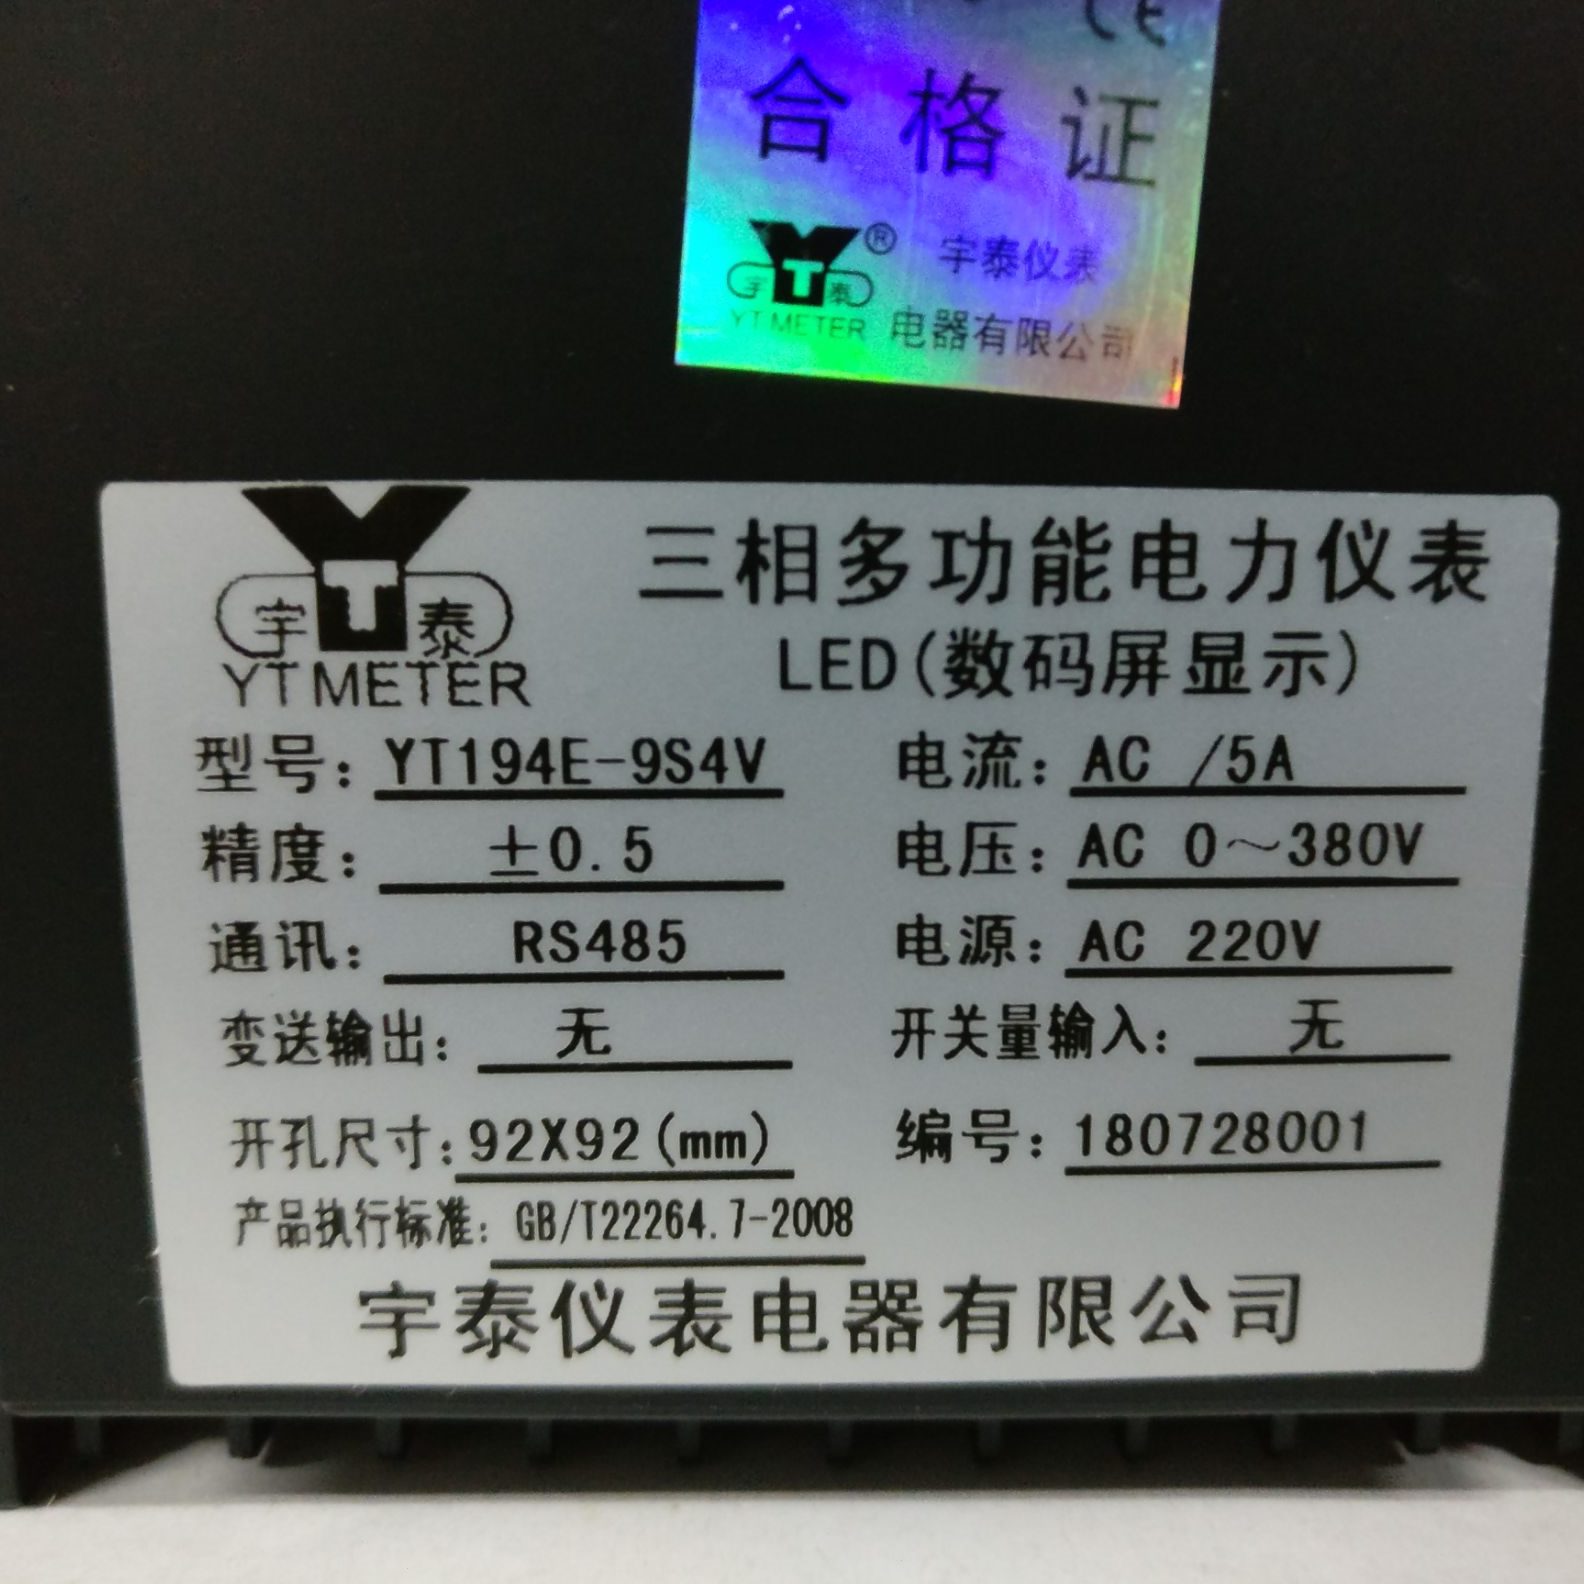 CE
合格证
YT® 宇泰仪表
宇 泰
YT METER 电器有限公司
YT
宇 泰
YT METER
三相多功能电力仪表
LED(数码屏显示)
型号: YT194E-9S4V 电流: AC /5A
精度: ±0.5 电压: AC 0～380V
通讯: RS485 电源: AC 220V
变送输出: 无 开关量输入: 无
开孔尺寸: 92X92(mm) 编号: 180728001
产品执行标准: GB/T22264.7-2008
宇泰仪表电器有限公司